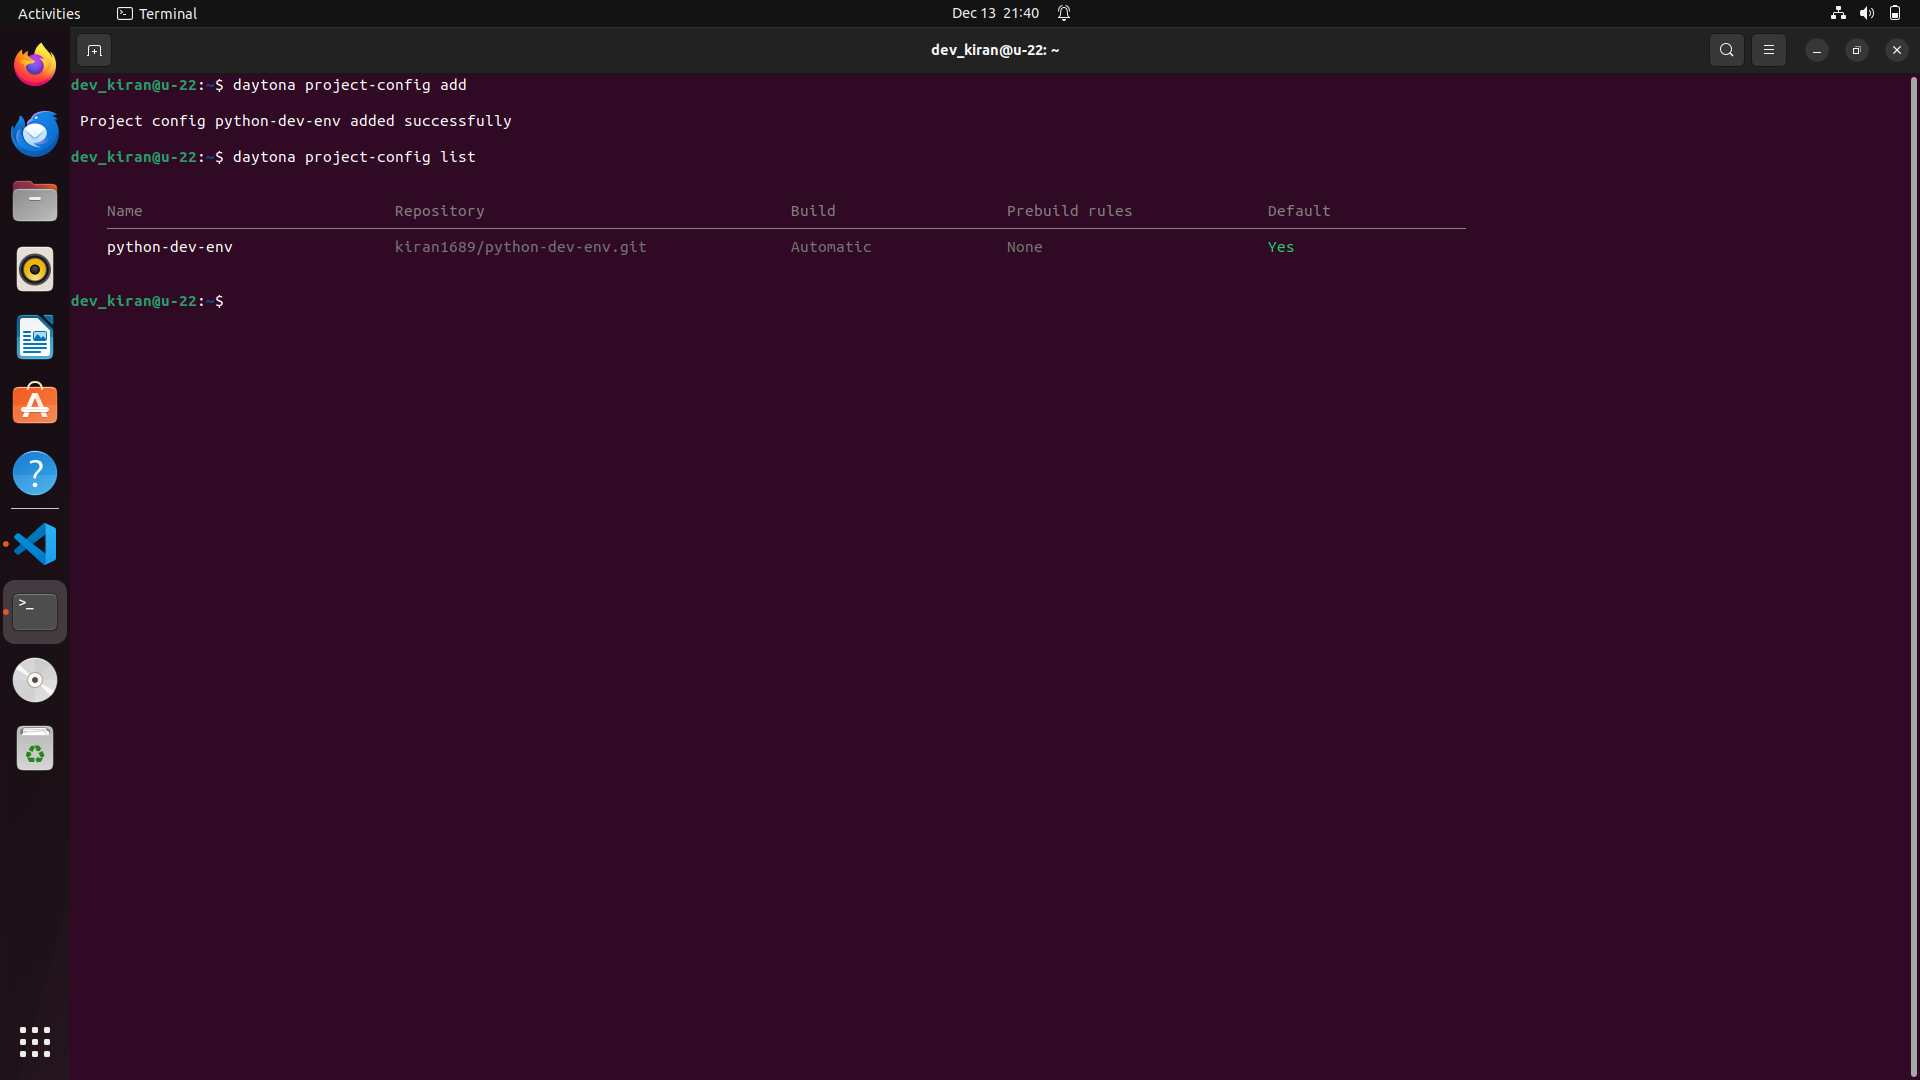 Activities Terminal Dec 13 21:40
dev_kiran@u-22: ~
dev_kiran@u-22:~$ daytona project-config add
Project config python-dev-env added successfully
dev_kiran@u-22:~$ daytona project-config list
Name Repository Build Prebuild rules Default
python-dev-env kiran1689/python-dev-env.git Automatic None Yes
dev_kiran@u-22:~$